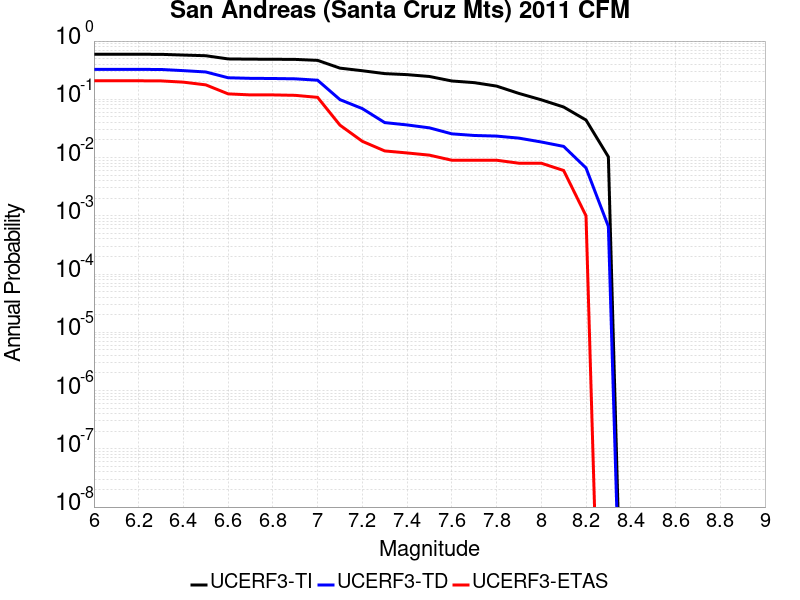 San Andreas (Santa Cruz Mts) 2011 CFM
10^0
10^-1
10^-2
10^-3
10^-4
10^-5
10^-6
10^-7
10^-8
Annual Probability
6 6.2 6.4 6.6 6.8 7 7.2 7.4 7.6 7.8 8 8.2 8.4 8.6 8.8 9
Magnitude
UCERF3-TI UCERF3-TD UCERF3-ETAS